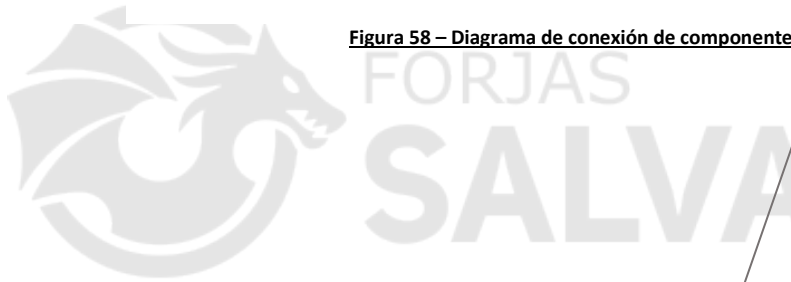 Figura 58 – Diagrama de conexión de componente
FORJAS
SALVA